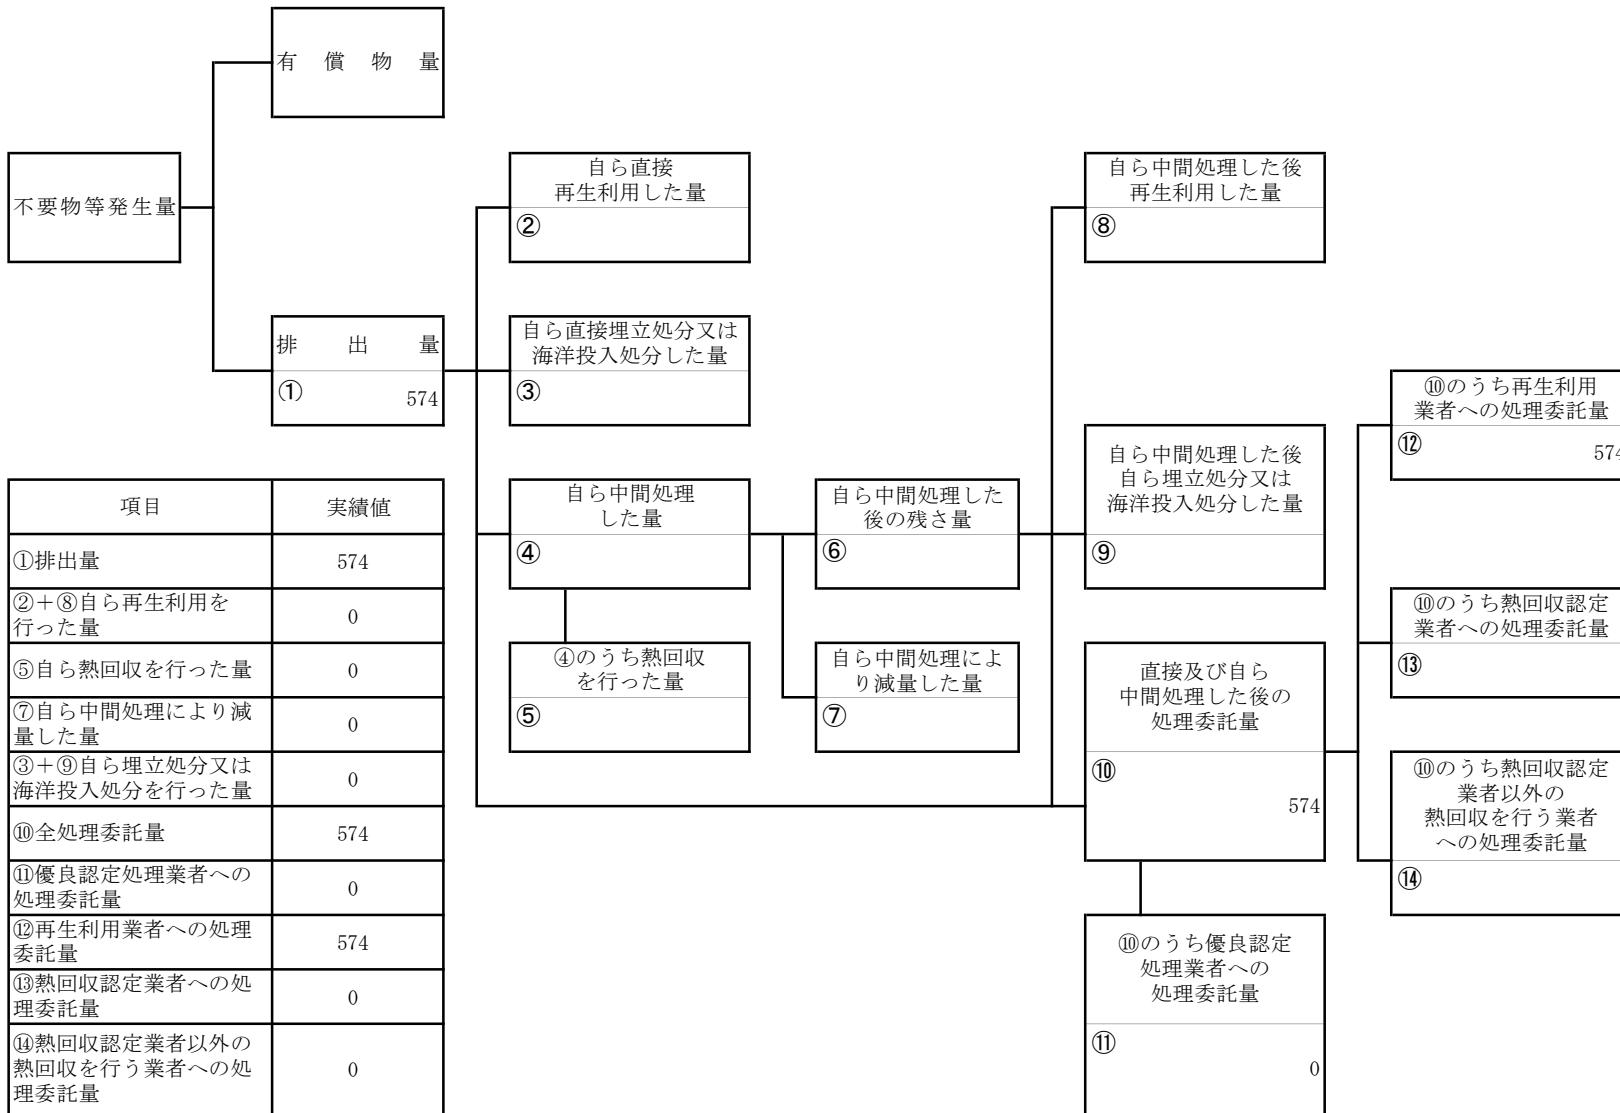 有償物量
不要物等発生量
自ら直接
再生利用した量
②
自ら中間処理した後
再生利用した量
⑧
排出量
①
574
自ら直接埋立処分又は
海洋投入処分した量
③
⑩のうち再生利用
業者への処理委託量
⑫
574
自ら中間処理
した量
④
自ら中間処理した
後の残さ量
⑥
自ら中間処理した後
自ら埋立処分又は
海洋投入処分した量
⑨
④のうち熱回収
を行った量
⑤
自ら中間処理によ
り減量した量
⑦
直接及び自ら
中間処理した後の
処理委託量
⑩
574
⑩のうち熱回収認定
業者への処理委託量
⑬
⑩のうち熱回収認定
業者以外の
熱回収を行う業者
への処理委託量
⑭
⑩のうち優良認定
処理業者への
処理委託量
⑪
0
項目 実績値
①排出量 574
②＋⑧自ら再生利用を
行った量 0
⑤自ら熱回収を行った量 0
⑦自ら中間処理により減
量した量 0
③＋⑨自ら埋立処分又は
海洋投入処分を行った量 0
⑩全処理委託量 574
⑪優良認定処理業者への
処理委託量 0
⑫再生利用業者への処理
委託量 574
⑬熱回収認定業者への処
理委託量 0
⑭熱回収認定業者以外の
熱回収を行う業者への処
理委託量 0